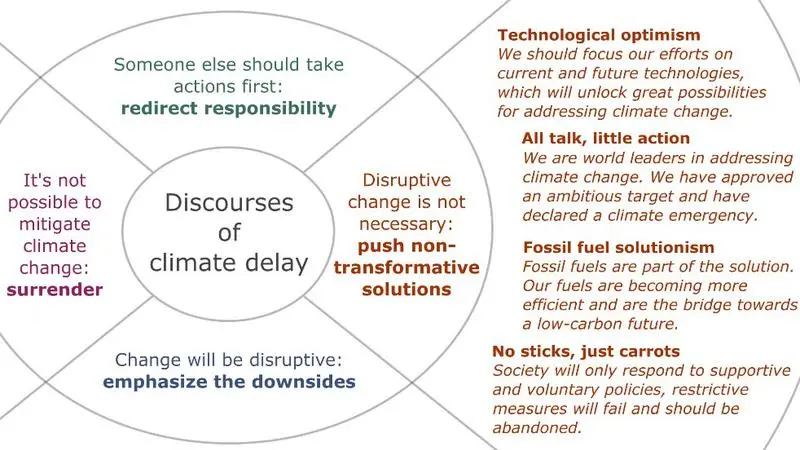 Someone else should take
actions first:
redirect responsibility
It's not
possible to
mitigate
climate
change:
surrender
Discourses
of
climate delay
Disruptive
change is not
necessary:
push non-
transformative
solutions
Change will be disruptive:
emphasize the downsides
Technological optimism
We should focus our efforts on
current and future technologies,
which will unlock great possibilities
for addressing climate change.
All talk, little action
We are world leaders in addressing
climate change. We have approved
an ambitious target and have
declared a climate emergency.
Fossil fuel solutionism
Fossil fuels are part of the solution.
Our fuels are becoming more
efficient and are the bridge towards
a low-carbon future.
No sticks, just carrots
Society will only respond to supportive
and voluntary policies, restrictive
measures will fail and should be
abandoned.